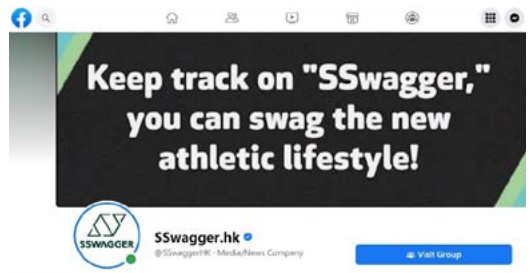 Keep track on "SSwagger,"
you can swag the new
athletic lifestyle!
SSWAGGER
SSwagger.hk
@SSwaggerHK · Media/News Company
Visit Group